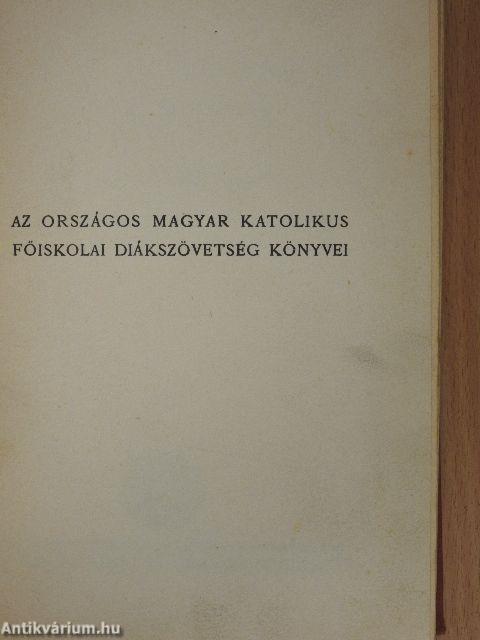 AZ ORSZÁGOS MAGYAR KATOLIKUS
FŐISKOLAI DIÁKSZÖVETSÉG KÖNYVEI
Antikvárium.hu